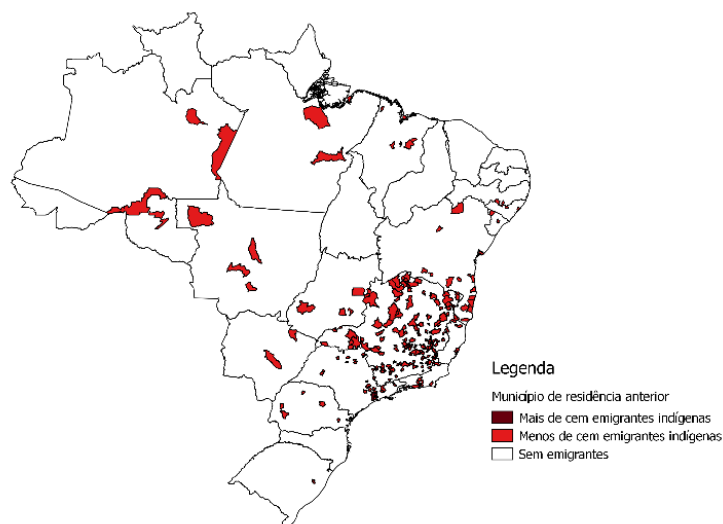 Legenda
Município de residência anterior
Mais de cem emigrantes indígenas
Menos de cem emigrantes indígenas
Sem emigrantes